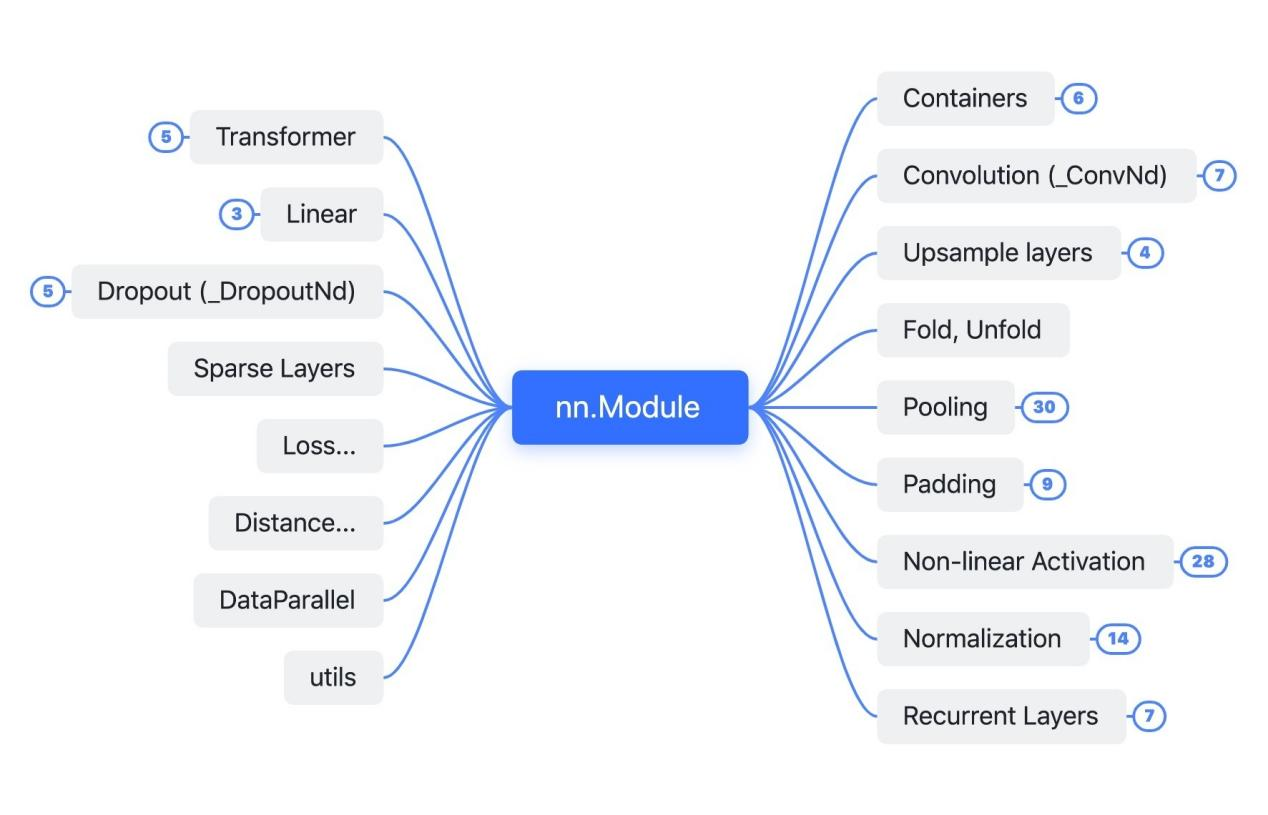 nn.Module
Transformer
5
Linear
3
Dropout (_DropoutNd)
5
Sparse Layers
Loss...
Distance...
DataParallel
utils
Containers
6
Convolution (_ConvNd)
7
Upsample layers
4
Fold, Unfold
Pooling
30
Padding
9
Non-linear Activation
28
Normalization
14
Recurrent Layers
7